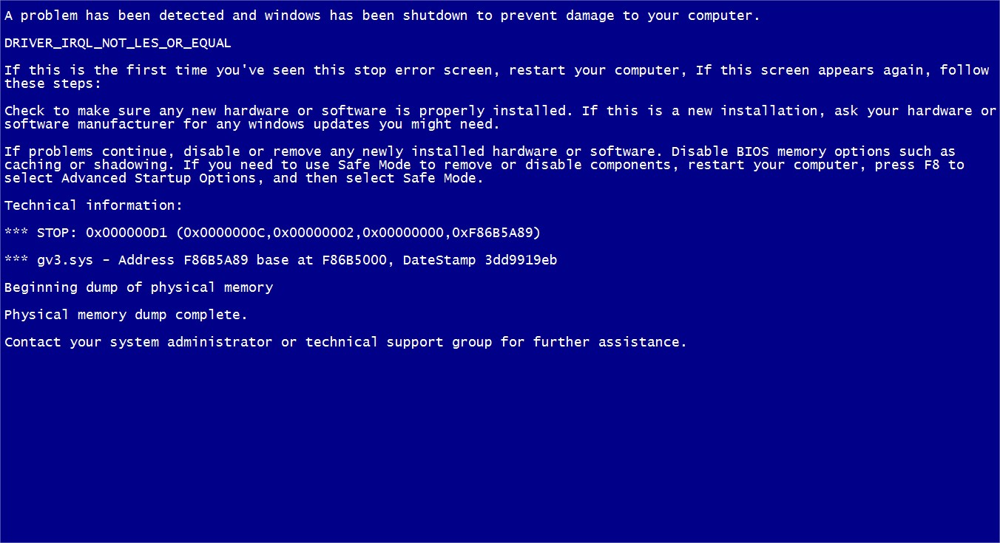 A problem has been detected and windows has been shutdown to prevent damage to your computer.
DRIVER_IRQL_NOT_LES_OR_EQUAL
If this is the first time you've seen this stop error screen, restart your computer, If this screen appears again, follow
these steps:
Check to make sure any new hardware or software is properly installed. If this is a new installation, ask your hardware or
software manufacturer for any windows updates you might need.
If problems continue, disable or remove any newly installed hardware or software. Disable BIOS memory options such as
caching or shadowing. If you need to use Safe Mode to remove or disable components, restart your computer, press F8 to
select Advanced Startup Options, and then select Safe Mode.
Technical information:
*** STOP: 0x000000D1 (0x0000000C,0x00000002,0x00000000,0xF86B5A89)
*** gv3.sys - Address F86B5A89 base at F86B5000, DateStamp 3dd9919eb
Beginning dump of physical memory
Physical memory dump complete.
Contact your system administrator or technical support group for further assistance.